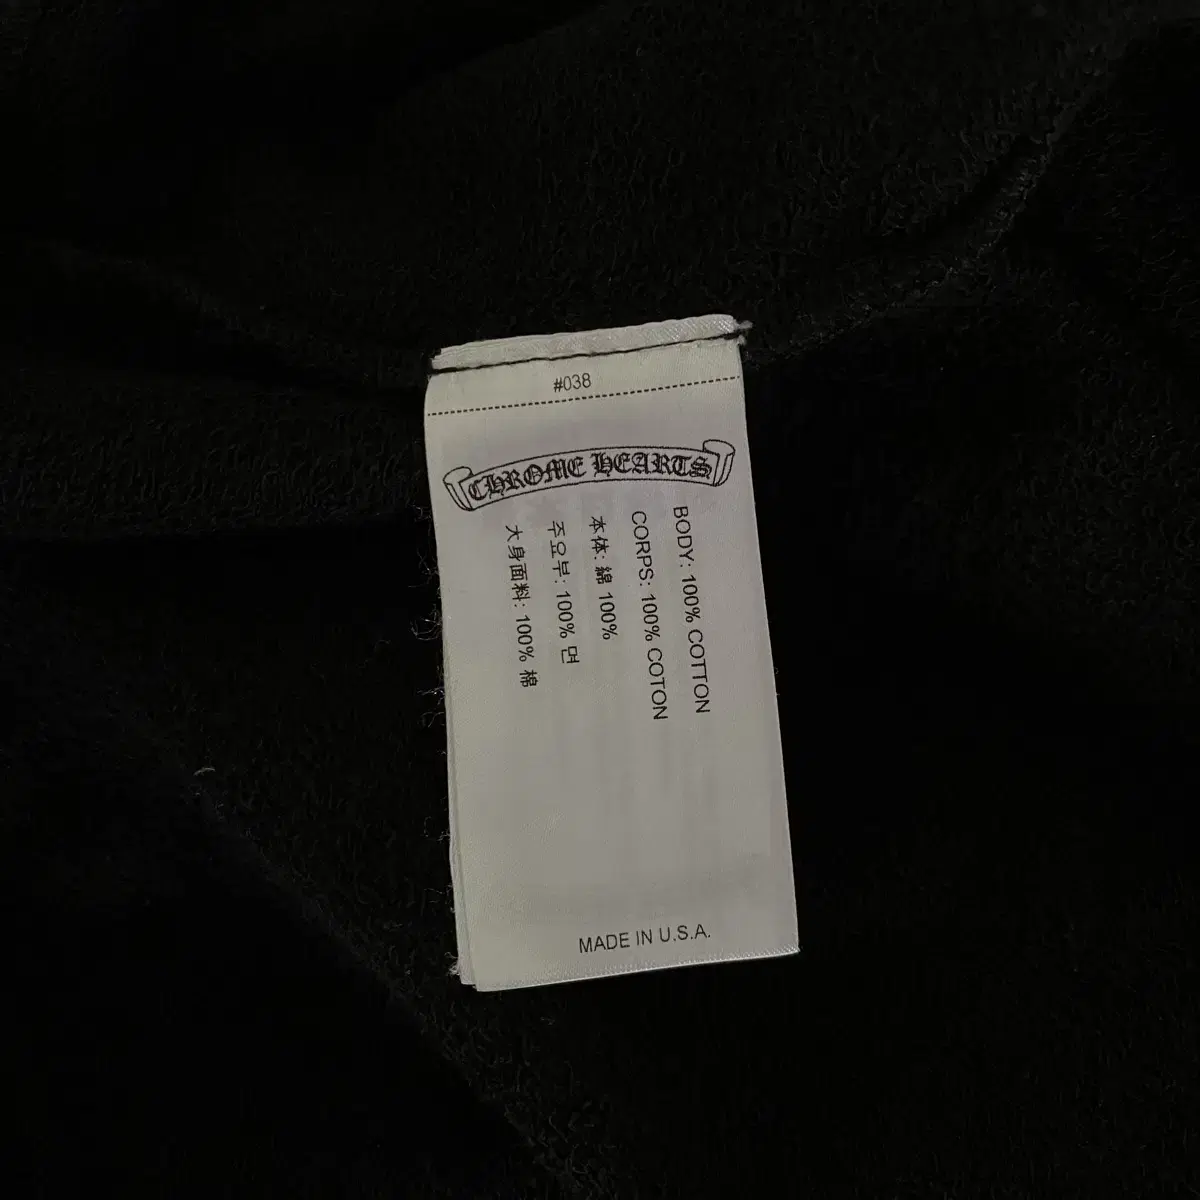 #038
CHROME HEARTS
BODY: 100% COTTON
CORPS: 100% COTON
本体: 綿 100%
주요부: 100% 면
大身面料: 100% 棉
MADE IN U.S.A.